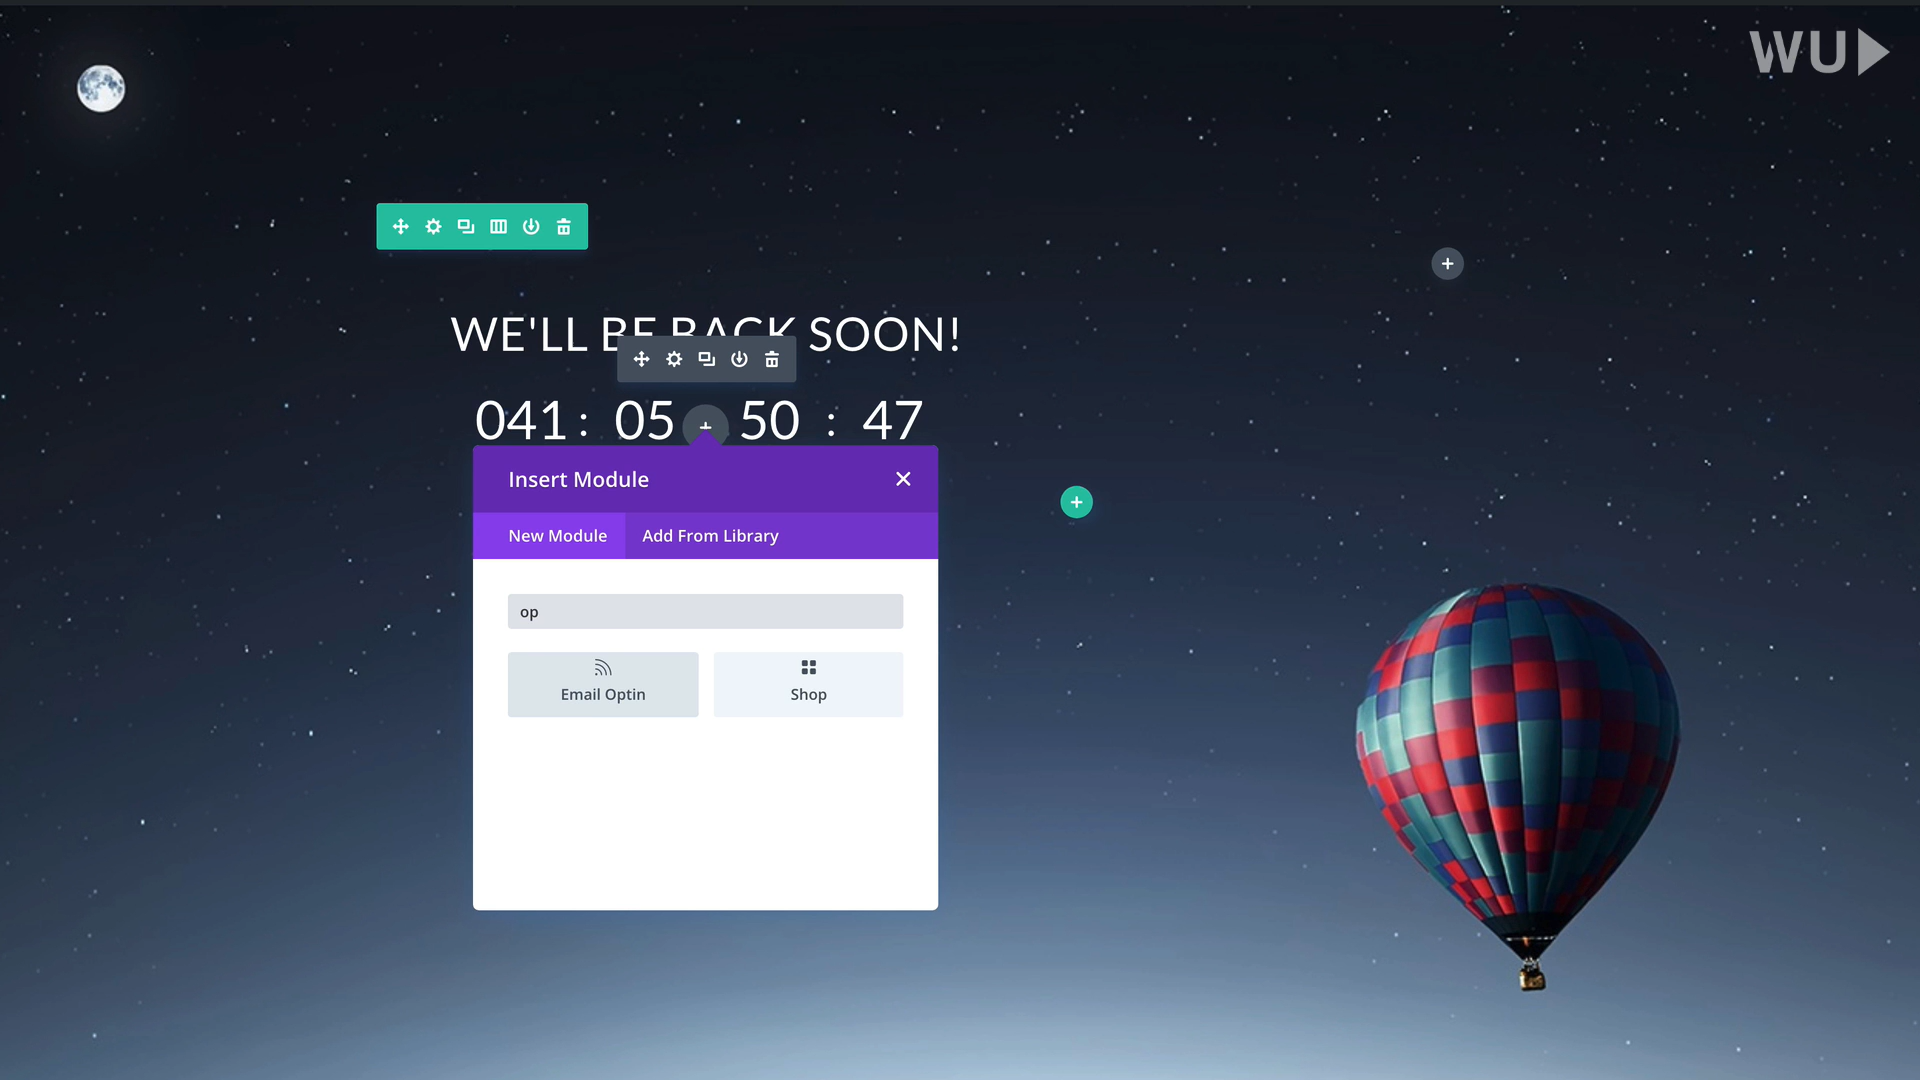 WU
WE'LL BE BACK SOON!
041 : 05 50 : 47
Insert Module
New Module Add From Library
op
Email Optin Shop